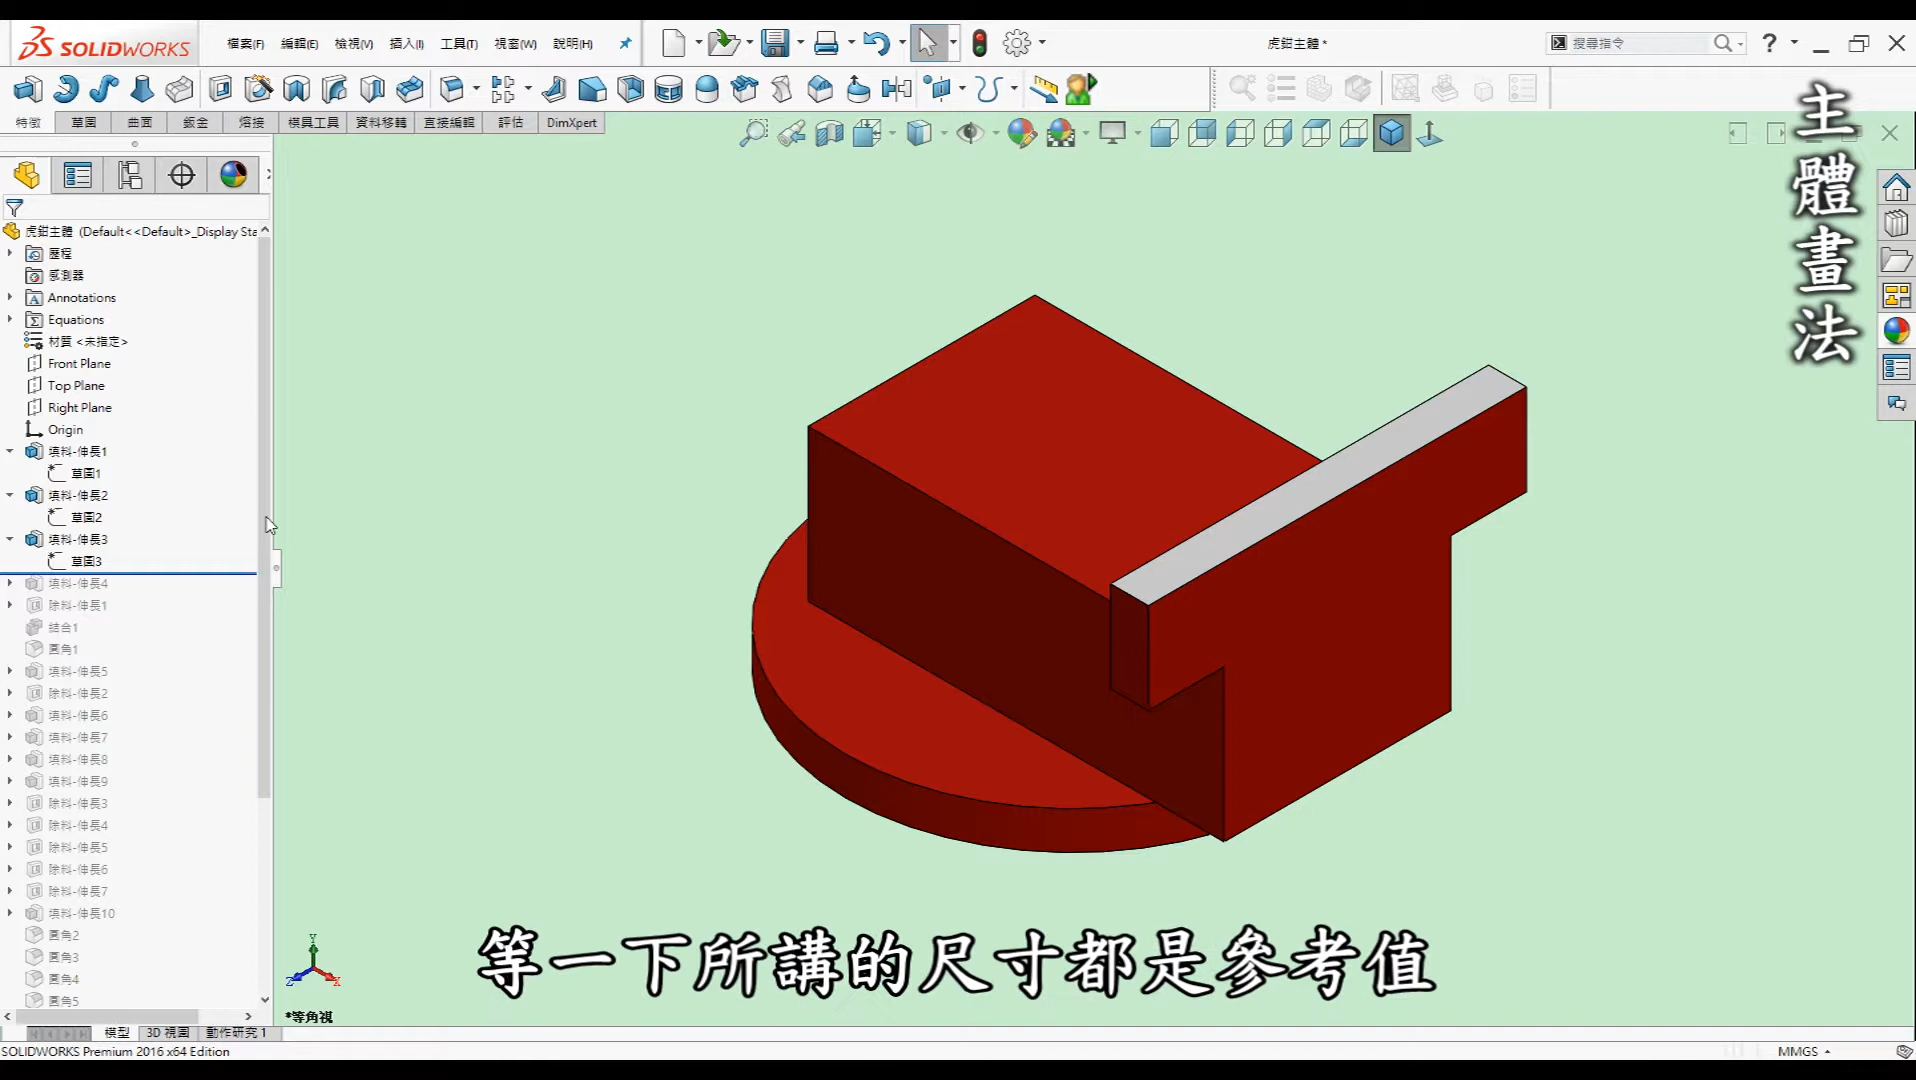 SOLIDWORKS
檔案(F)
編輯(E)
檢視(V)
插入(I)
工具(T)
視窗(W)
說明(H)
虎鉗主體 *
搜尋指令
特徵
草圖
曲面
鈑金
熔接
模具工具
資料移轉
直接編輯
評估
DimXpert
主體畫法
虎鉗主體 (Default<<Default>_Display Sta
歷程
感測器
Annotations
Equations
材質 <未指定>
Front Plane
Top Plane
Right Plane
Origin
填料-伸長1
草圖1
填料-伸長2
草圖2
填料-伸長3
草圖3
填料-伸長4
除料-伸長1
結合1
圓角1
填料-伸長5
除料-伸長2
填料-伸長6
填料-伸長7
填料-伸長8
填料-伸長9
除料-伸長3
除料-伸長4
除料-伸長5
除料-伸長6
除料-伸長7
填料-伸長10
圓角2
圓角3
圓角4
圓角5
Y
Z
X
*等角視
等一下所講的尺寸都是參考值
模型
3D 視圖
動作研究 1
SOLIDWORKS Premium 2016 x64 Edition
MMGS